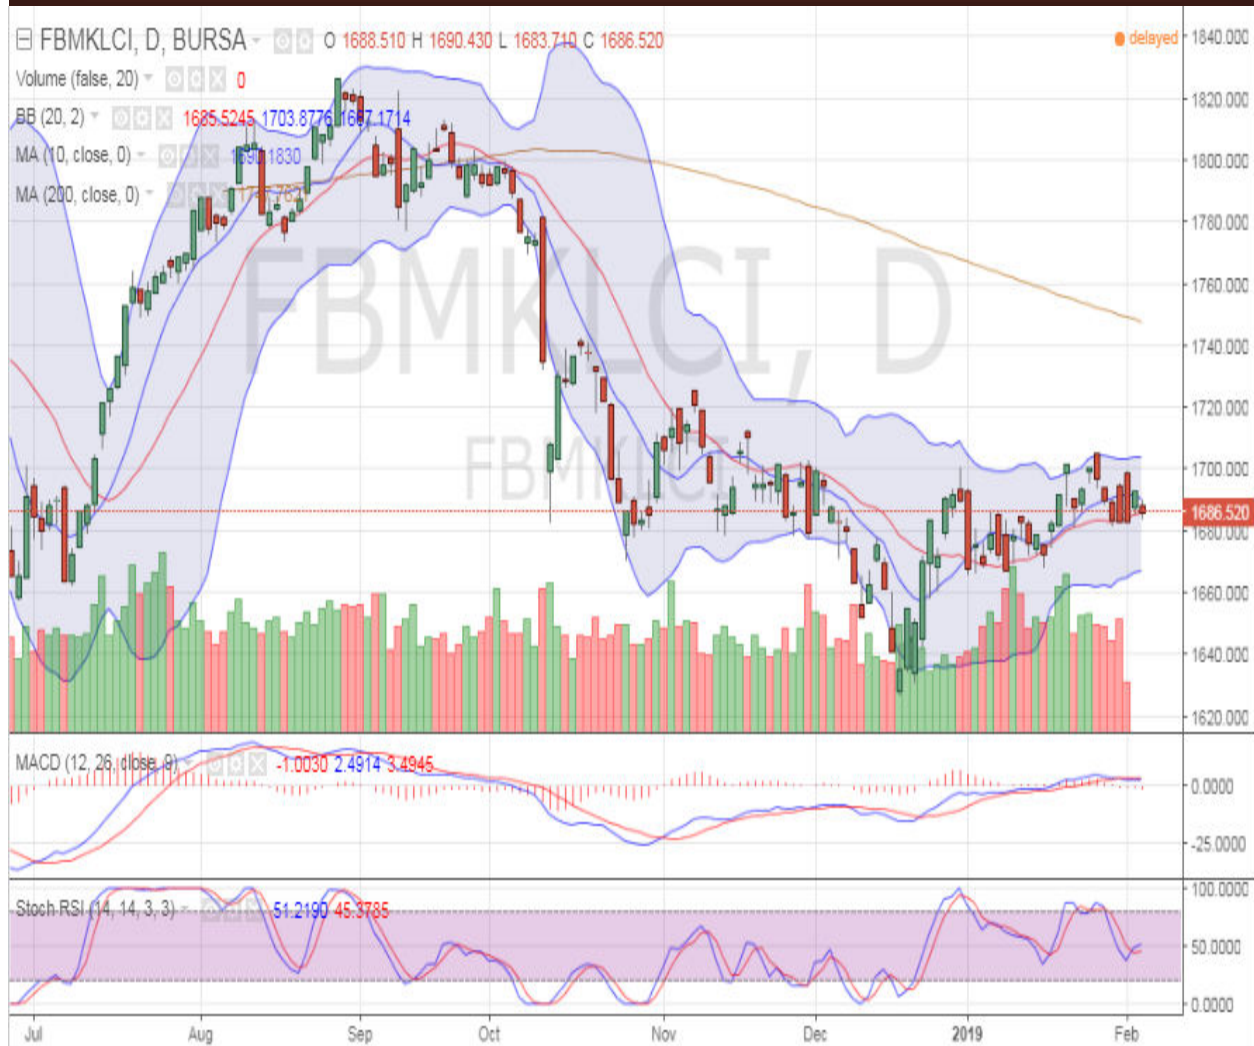 FBMKLCI, D, BURSA O 1688.510 H 1690.430 L 1683.710 C 1686.520
delayed
Volume (false, 20) 0
BB (20, 2) 1685.5245 1703.8776 1667.1714
MA (10, close, 0) 1690.1830
MA (200, close, 0)
FBMKLCI, D
FBMKLCI
1840.000
1820.000
1800.000
1780.000
1760.000
1740.000
1720.000
1700.000
1686.520
1680.000
1660.000
1640.000
1620.000
MACD (12, 26, close, 9) -1.0030 2.4914 3.4945
0.0000
-25.0000
Stoch RSI (14, 14, 3, 3) 51.2190 45.3785
100.0000
50.0000
0.0000
Jul Aug Sep Oct Nov Dec 2019 Feb